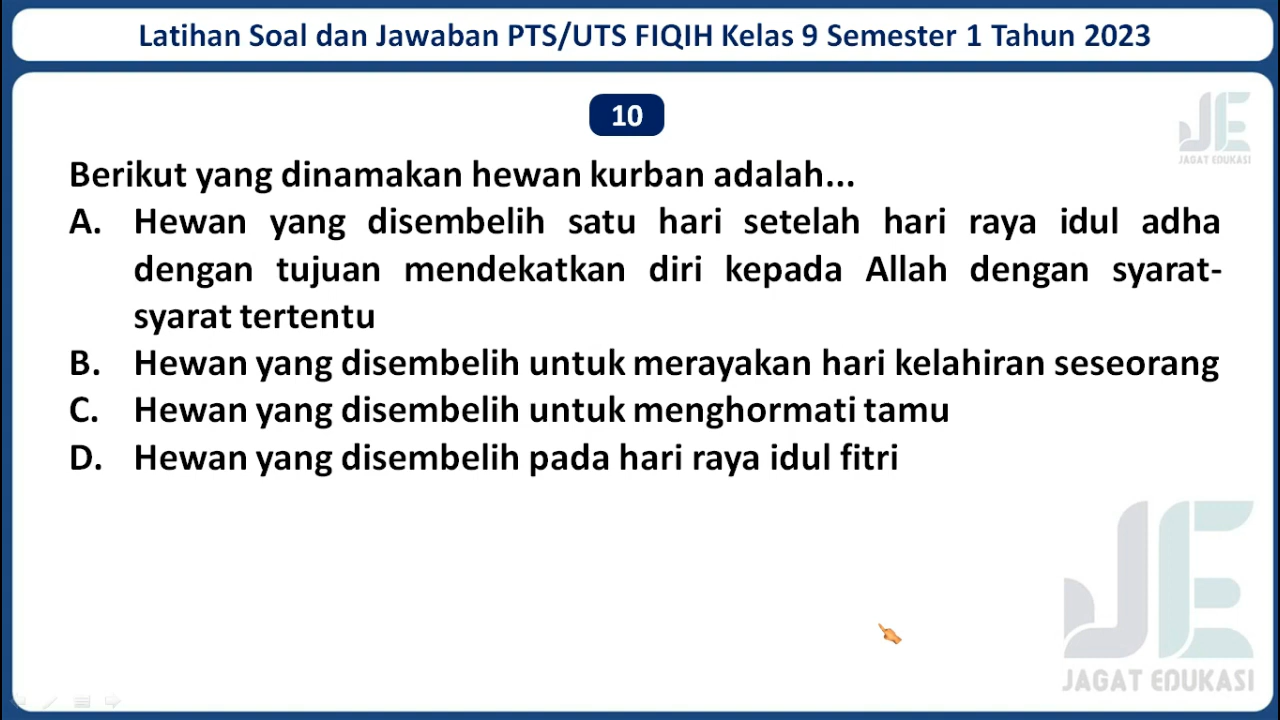 Latihan Soal dan Jawaban PTS/UTS FIQIH Kelas 9 Semester 1 Tahun 2023
10
JE
JAGAT EDUKASI
Berikut yang dinamakan hewan kurban adalah...
A. Hewan yang disembelih satu hari setelah hari raya idul adha
dengan tujuan mendekatkan diri kepada Allah dengan syarat-
syarat tertentu
B. Hewan yang disembelih untuk merayakan hari kelahiran seseorang
C. Hewan yang disembelih untuk menghormati tamu
D. Hewan yang disembelih pada hari raya idul fitri
JE
JAGAT EDUKASI